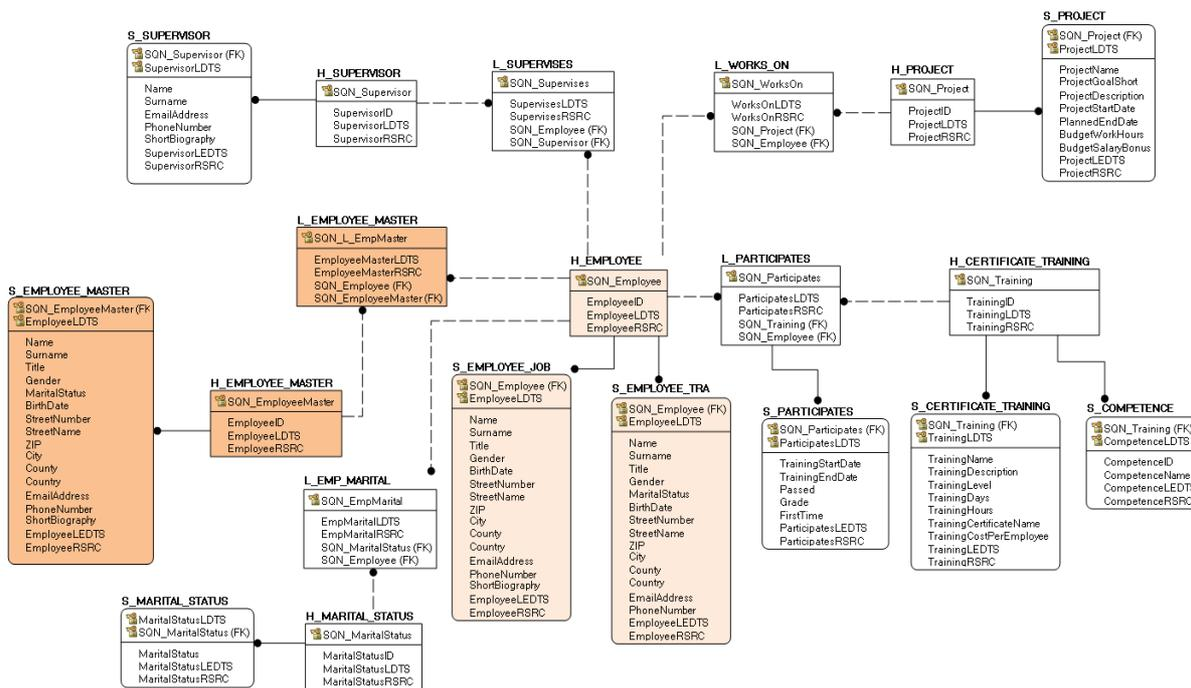 S_SUPERVISOR
SQN_Supervisor (FK)
SupervisorLDTS
Name
Surname
EmailAddress
PhoneNumber
ShortBiography
SupervisorLEDTS
SupervisorRSRC
H_SUPERVISOR
SQN_Supervisor
SupervisorID
SupervisorLDTS
SupervisorRSRC
L_SUPERVISES
SQN_Supervises
SupervisesLDTS
SupervisesRSRC
SQN_Employee (FK)
SQN_Supervisor (FK)
L_WORKS_ON
SQN_WorksOn
WorksOnLDTS
WorksOnRSRC
SQN_Project (FK)
SQN_Employee (FK)
H_PROJECT
SQN_Project
ProjectID
ProjectLDTS
ProjectRSRC
S_PROJECT
SQN_Project (FK)
ProjectLDTS
ProjectName
ProjectGoalShort
ProjectDescription
ProjectStartDate
PlannedEndDate
BudgetWorkHours
BudgetSalaryBonus
ProjectLEDTS
ProjectRSRC
L_EMPLOYEE_MASTER
SQN_L_EmpMaster
EmployeeMasterLDTS
EmployeeMasterRSRC
SQN_Employee (FK)
SQN_EmployeeMaster (FK)
H_EMPLOYEE
SQN_Employee
EmployeeID
EmployeeLDTS
EmployeeRSRC
L_PARTICIPATES
SQN_Participates
ParticipatesLDTS
ParticipatesRSRC
SQN_Training (FK)
SQN_Employee (FK)
H_CERTIFICATE_TRAINING
SQN_Training
TrainingID
TrainingLDTS
TrainingRSRC
S_EMPLOYEE_MASTER
SQN_EmployeeMaster (FK
EmployeeLDTS
Name
Surname
Title
Gender
MaritalStatus
BirthDate
StreetNumber
StreetName
ZIP
City
County
Country
EmailAddress
PhoneNumber
ShortBiography
EmployeeLEDTS
EmployeeRSRC
H_EMPLOYEE_MASTER
SQN_EmployeeMaster
EmployeeID
EmployeeLDTS
EmployeeRSRC
S_EMPLOYEE_JOB
SQN_Employee (FK)
EmployeeLDTS
Name
Surname
Title
Gender
BirthDate
StreetNumber
StreetName
ZIP
City
County
Country
EmailAddress
PhoneNumber
ShortBiography
EmployeeLEDTS
EmployeeRSRC
S_EMPLOYEE_TRA
SQN_Employee (FK)
EmployeeLDTS
Name
Surname
Title
Gender
MaritalStatus
BirthDate
StreetNumber
StreetName
ZIP
City
County
Country
EmailAddress
PhoneNumber
EmployeeLEDTS
EmployeeRSRC
S_PARTICIPATES
SQN_Participates (FK)
ParticipatesLDTS
TrainingStartDate
TrainingEndDate
Passed
Grade
FirstTime
ParticipatesLEDTS
ParticipatesRSRC
S_CERTIFICATE_TRAINING
SQN_Training (FK)
TrainingLDTS
TrainingName
TrainingDescription
TrainingLevel
TrainingDays
TrainingHours
TrainingCertificateName
TrainingCostPerEmployee
TrainingLEDTS
TrainingRSRC
S_COMPETENCE
SQN_Training (FK)
CompetenceLDTS
CompetenceID
CompetenceName
CompetenceLEDTS
CompetenceRSRC
L_EMP_MARITAL
SQN_EmpMarital
EmpMaritalLDTS
EmpMaritalRSRC
SQN_MaritalStatus (FK)
SQN_Employee (FK)
S_MARITAL_STATUS
MaritalStatusLDTS
SQN_MaritalStatus (FK)
MaritalStatus
MaritalStatusLEDTS
MaritalStatusRSRC
H_MARITAL_STATUS
SQN_MaritalStatus
MaritalStatusID
MaritalStatusLDTS
MaritalStatusRSRC